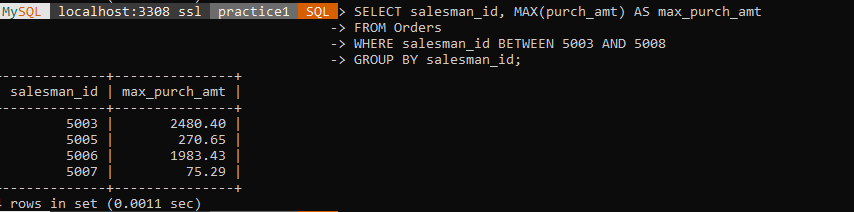 MySQL localhost:3308 ssl practice1 SQL > SELECT salesman_id, MAX(purch_amt) AS max_purch_amt
-> FROM Orders
-> WHERE salesman_id BETWEEN 5003 AND 5008
-> GROUP BY salesman_id;
-------------+---------------+
salesman_id | max_purch_amt |
-------------+---------------+
5003 | 2480.40 |
5005 | 270.65 |
5006 | 1983.43 |
5007 | 75.29 |
-------------+---------------+
4 rows in set (0.0011 sec)